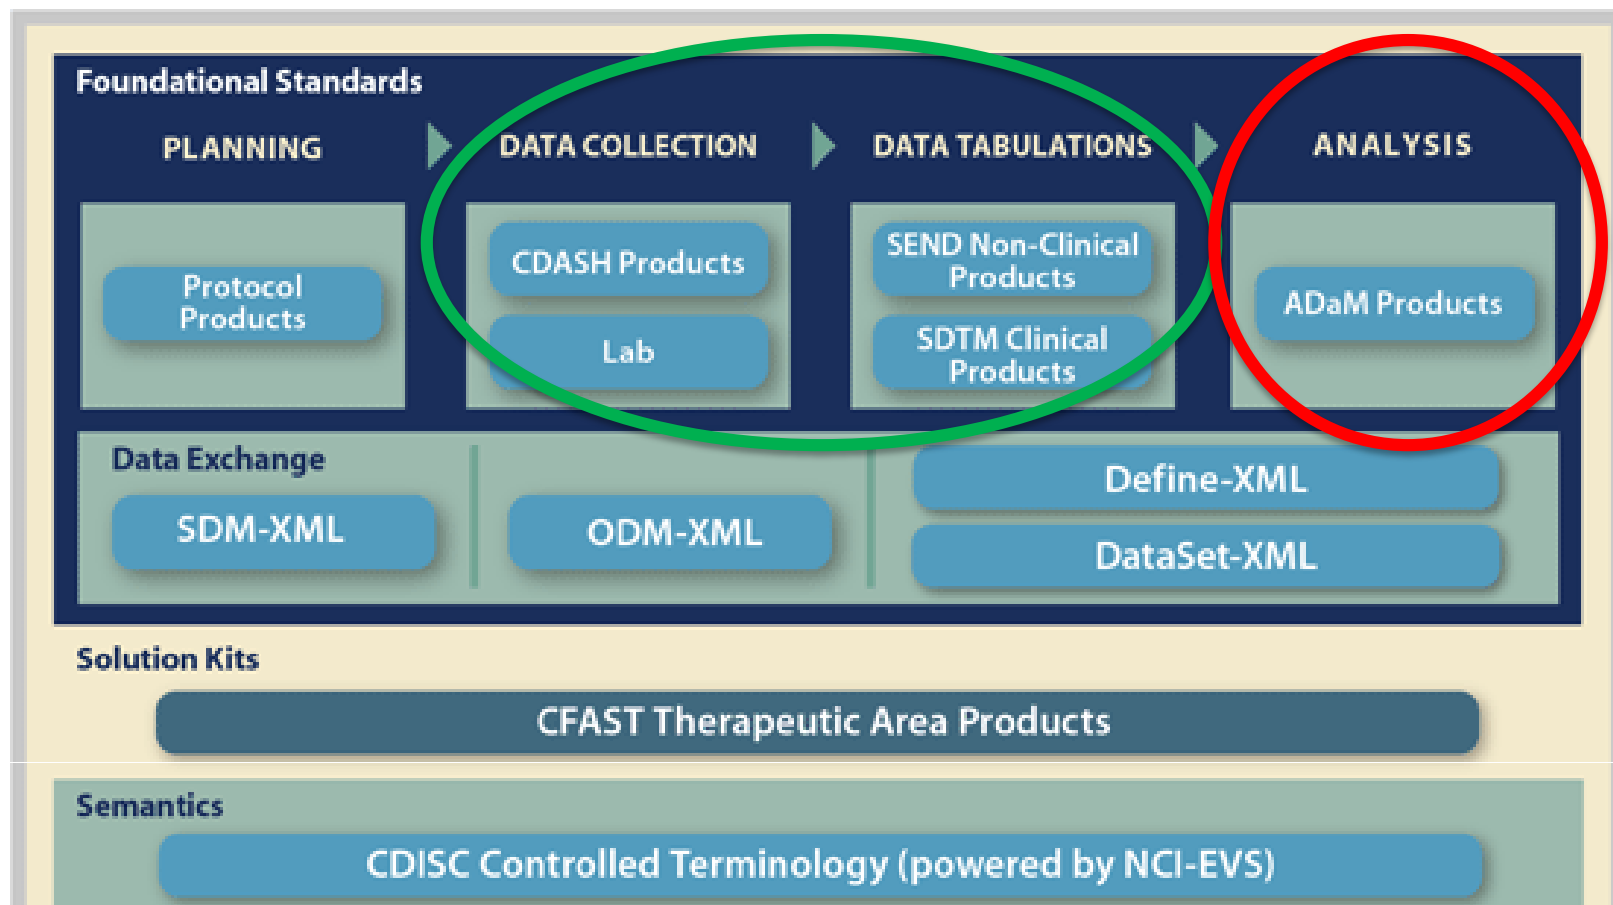 Foundational Standards
PLANNING
DATA COLLECTION
DATA TABULATIONS
ANALYSIS
Protocol
Products
CDASH Products
Lab
SEND Non-Clinical
Products
SDTM Clinical
Products
ADaM Products
Data Exchange
SDM-XML
ODM-XML
Define-XML
DataSet-XML
Solution Kits
CFAST Therapeutic Area Products
Semantics
CDISC Controlled Terminology (powered by NCI-EVS)